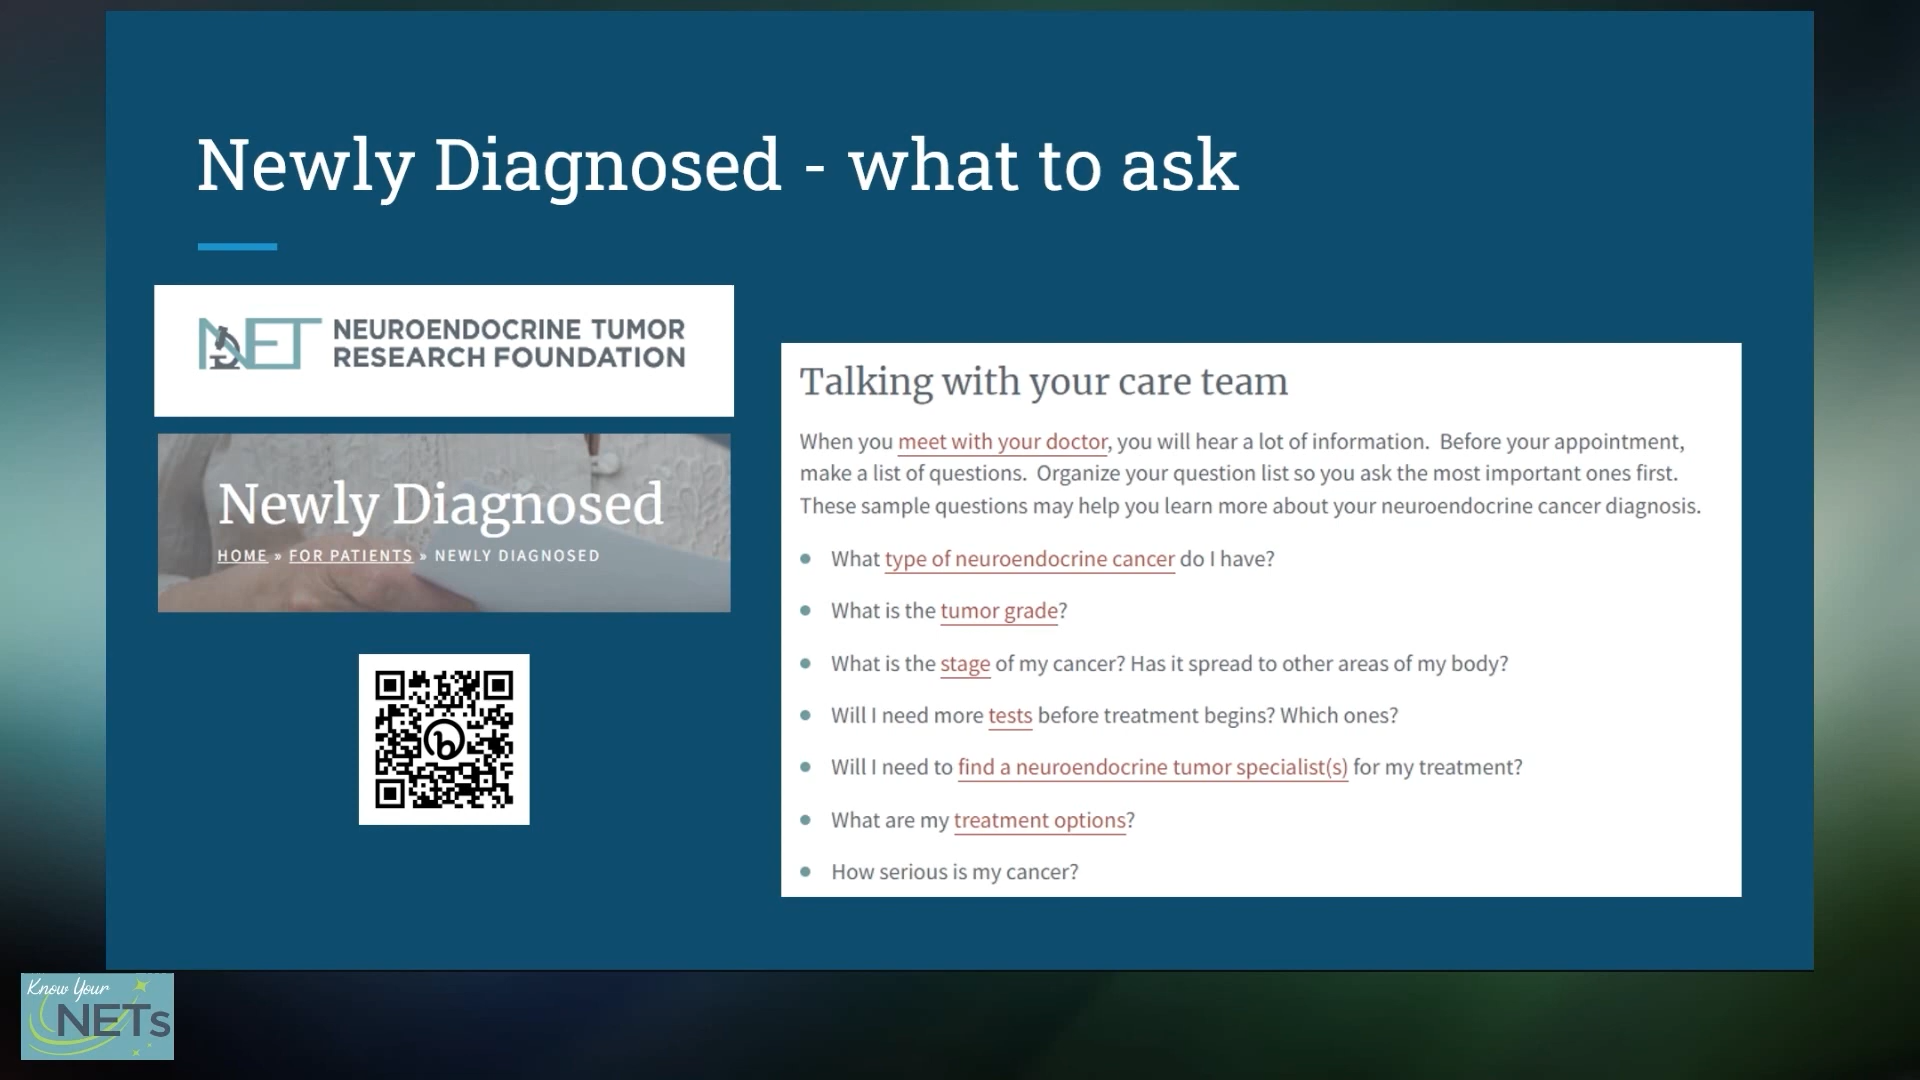 Newly Diagnosed - what to ask
NET
NEUROENDOCRINE TUMOR
RESEARCH FOUNDATION
Newly Diagnosed
HOME » FOR PATIENTS » NEWLY DIAGNOSED
b
Talking with your care team
When you meet with your doctor, you will hear a lot of information. Before your appointment,
make a list of questions. Organize your question list so you ask the most important ones first.
These sample questions may help you learn more about your neuroendocrine cancer diagnosis.
• What type of neuroendocrine cancer do I have?
• What is the tumor grade?
• What is the stage of my cancer? Has it spread to other areas of my body?
• Will I need more tests before treatment begins? Which ones?
• Will I need to find a neuroendocrine tumor specialist(s) for my treatment?
• What are my treatment options?
• How serious is my cancer?
Know Your
NETs